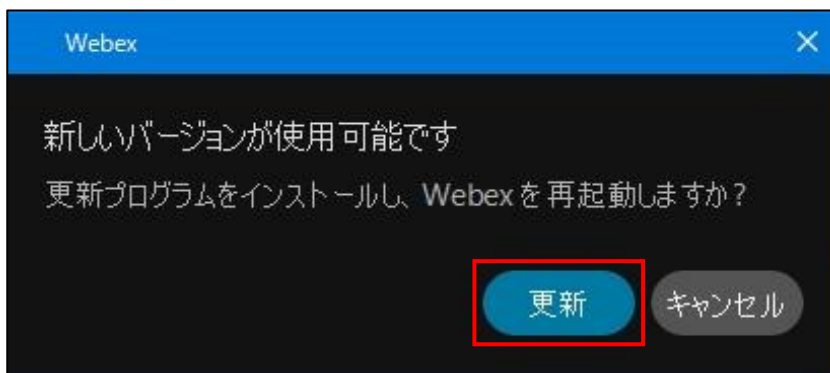 Webex
新しいバージョンが使用可能です
更新プログラムをインストールし、Webexを再起動しますか?
更新
キャンセル